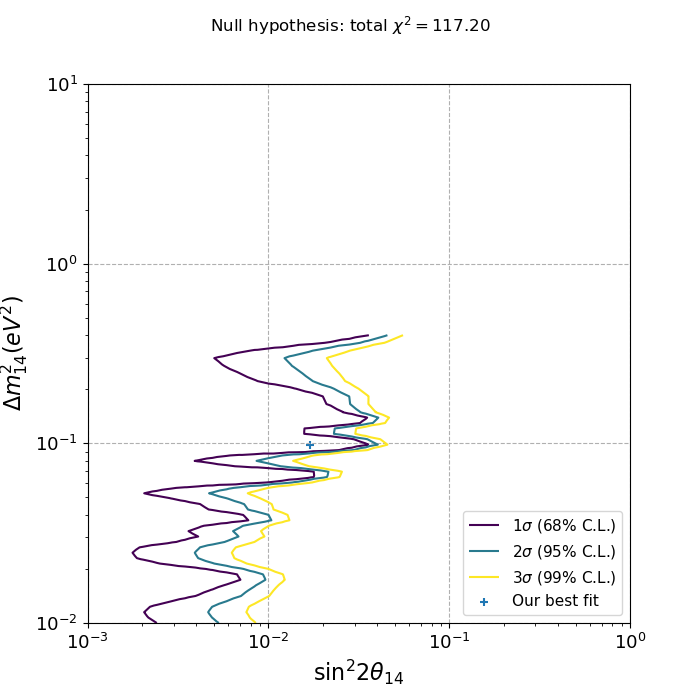 Null hypothesis: total χ² = 117.20
10¹
10⁰
10⁻¹
10⁻²
Δm²₁₄(eV²)
10⁻³
10⁻²
10⁻¹
10⁰
sin²2θ₁₄
1σ (68% C.L.)
2σ (95% C.L.)
3σ (99% C.L.)
Our best fit